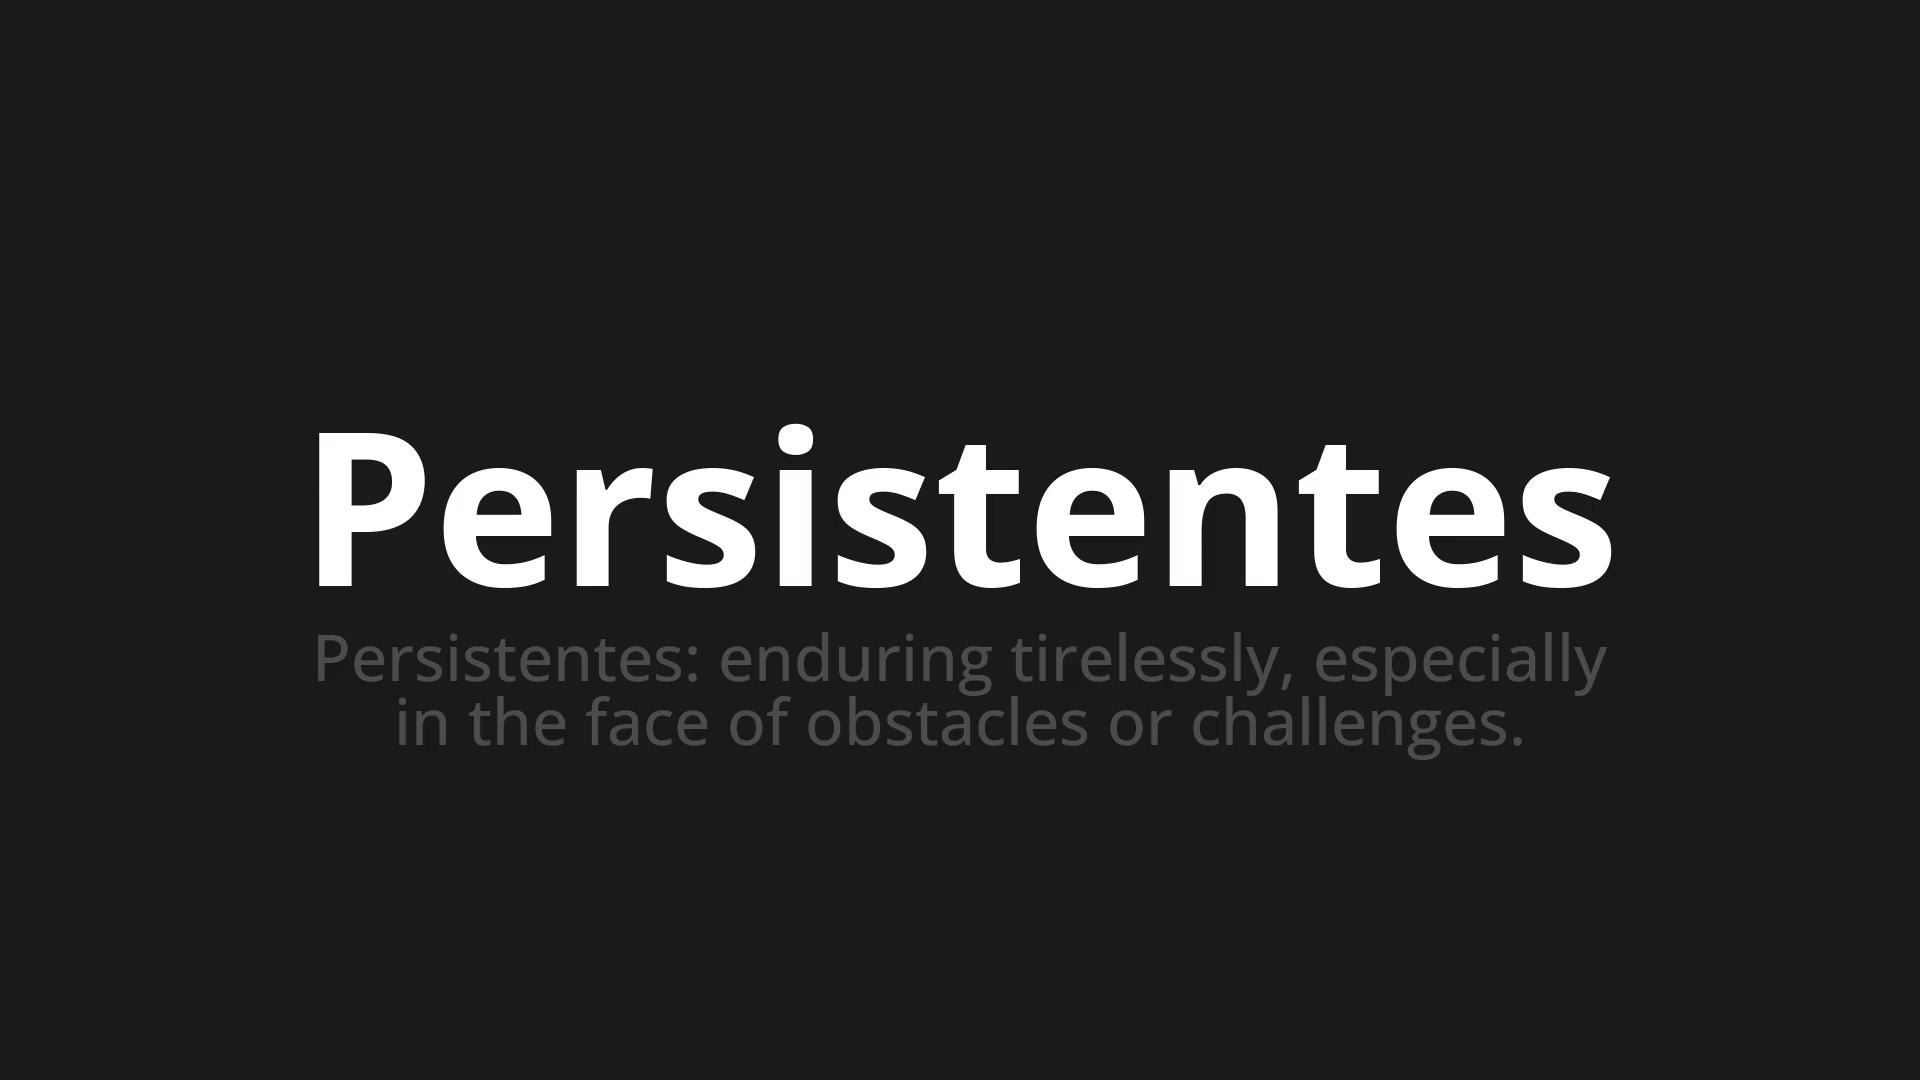 Persistentes
Persistentes: enduring tirelessly, especially
in the face of obstacles or challenges.